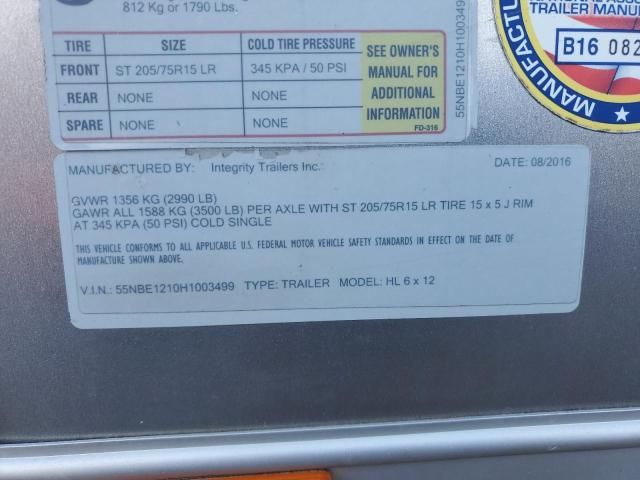 812 Kg or 1790 Lbs.
TIRE SIZE COLD TIRE PRESSURE
FRONT ST 205/75R15 LR 345 KPA / 50 PSI
REAR NONE NONE
SPARE NONE NONE
SEE OWNER'S
MANUAL FOR
ADDITIONAL
INFORMATION
FD-316
55NBE1210H1003499
TRAILER MANU
B16 082
MANUFACTU
MANUFACTURED BY: Integrity Trailers Inc. DATE: 08/2016
GVWR 1356 KG (2990 LB)
GAWR ALL 1588 KG (3500 LB) PER AXLE WITH ST 205/75R15 LR TIRE 15 x 5 J RIM
AT 345 KPA (50 PSI) COLD SINGLE
THIS VEHICLE CONFORMS TO ALL APPLICABLE U.S. FEDERAL MOTOR VEHICLE SAFETY STANDARDS IN EFFECT ON THE DATE OF
MANUFACTURE SHOWN ABOVE.
V.I.N.: 55NBE1210H1003499 TYPE: TRAILER MODEL: HL 6 x 12